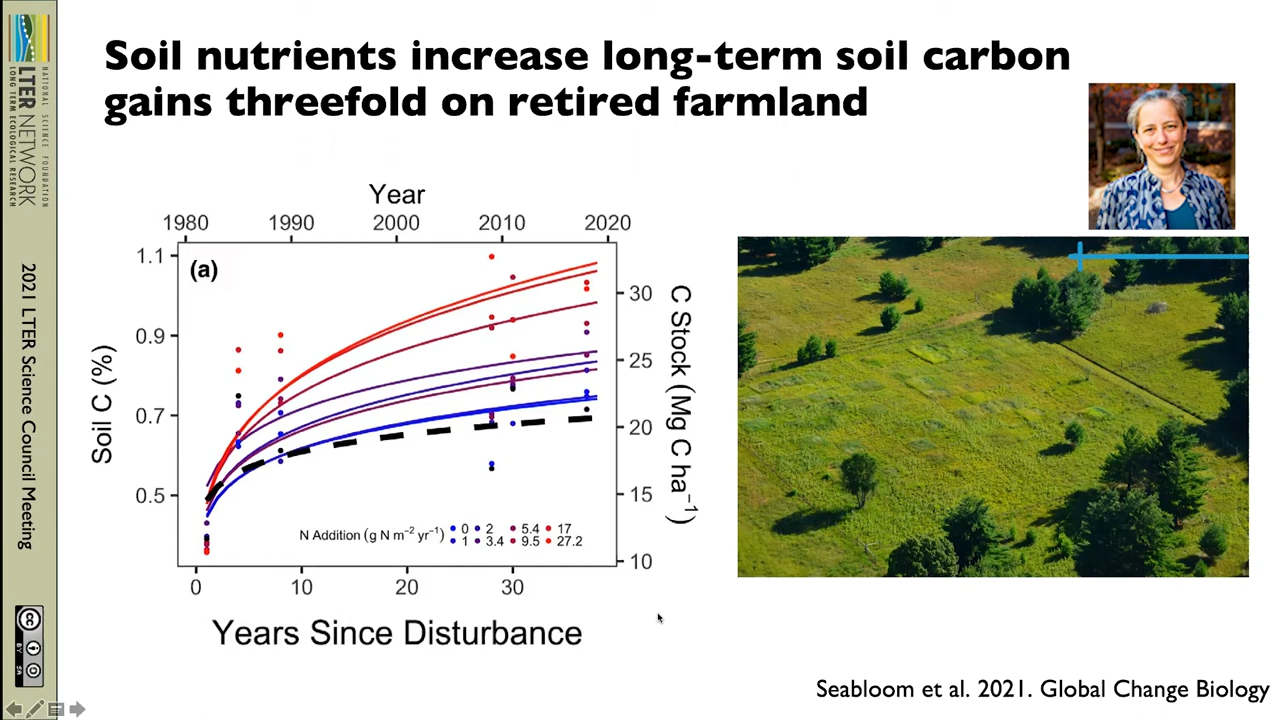 Soil nutrients increase long-term soil carbon
gains threefold on retired farmland
NATIONAL SCIENCE FOUNDATION
LTER NETWORK
LONG TERM ECOLOGICAL RESEARCH
2021 LTER Science Council Meeting
cc
BY SA
Year
1980 1990 2000 2010 2020
(a)
Soil C (%)
1.1
0.9
0.7
0.5
30
25
20
15
10
C Stock (Mg C ha⁻¹)
N Addition (g N m⁻² yr⁻¹) 0 2 5.4 17
1 3.4 9.5 27.2
0 10 20 30
Years Since Disturbance
Seabloom et al. 2021. Global Change Biology